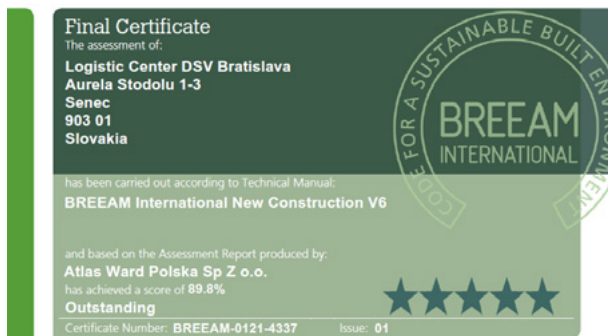 Final Certificate
The assessment of:
Logistic Center DSV Bratislava
Aurela Stodolu 1-3
Senec
903 01
Slovakia
CODE FOR A SUSTAINABLE BUILT ENVIRONMENT
BREEAM
INTERNATIONAL
has been carried out according to Technical Manual:
BREEAM International New Construction V6
and based on the Assessment Report produced by:
Atlas Ward Polska Sp Z o.o.
has achieved a score of 89.8%
Outstanding
Certificate Number: BREEAM-0121-4337 Issue: 01